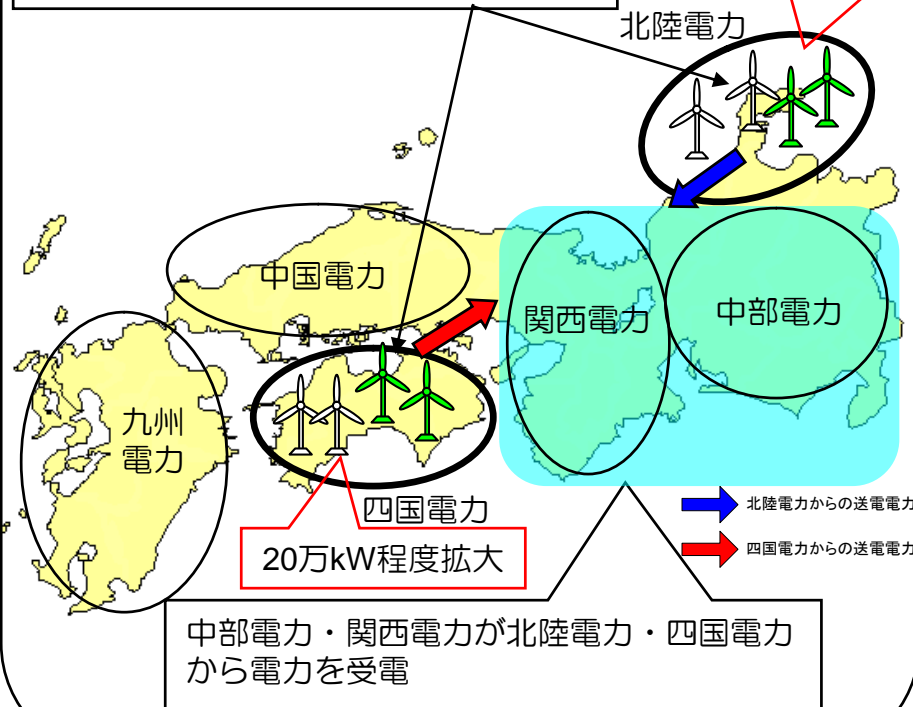 北陸電力
中国電力
関西電力
中部電力
九州
電力
四国電力
20万kW程度拡大
北陸電力からの送電電力
四国電力からの送電電力
中部電力・関西電力が北陸電力・四国電力
から電力を受電